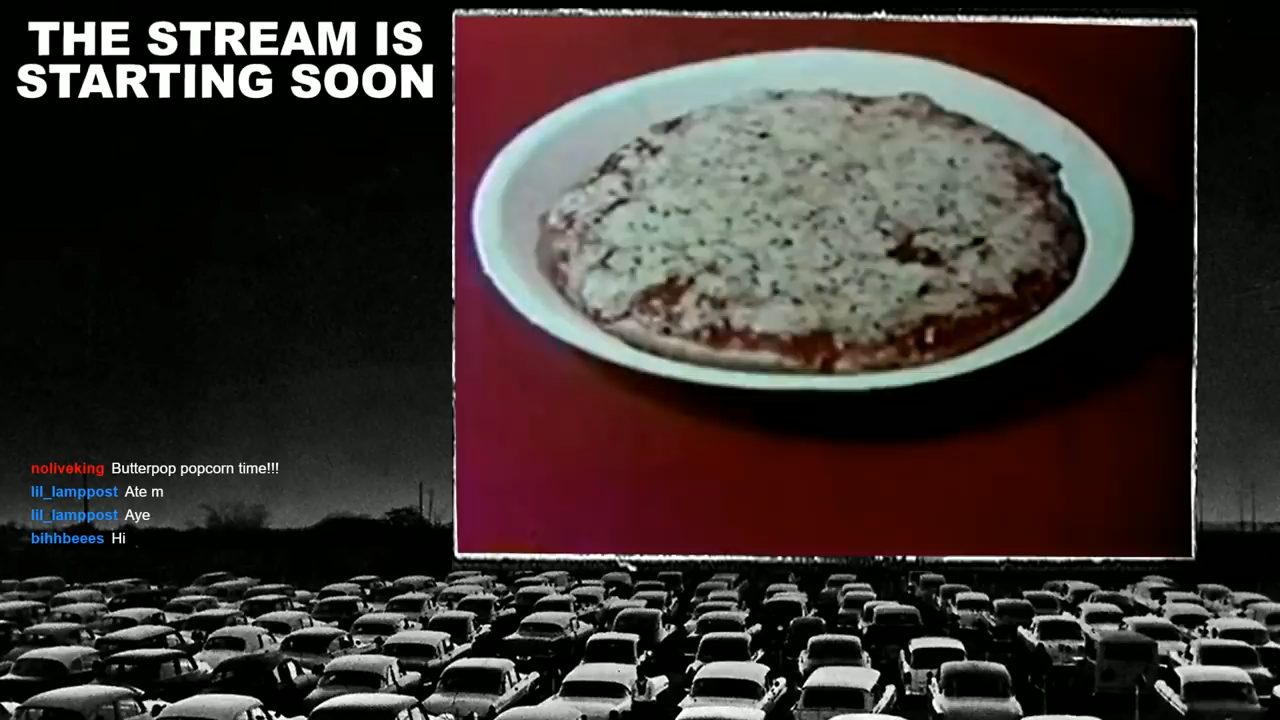 THE STREAM IS
STARTING SOON
noliveking Butterpop popcorn time!!!
lil_lamppost Ate m
lil_lamppost Aye
bihhbeees Hi